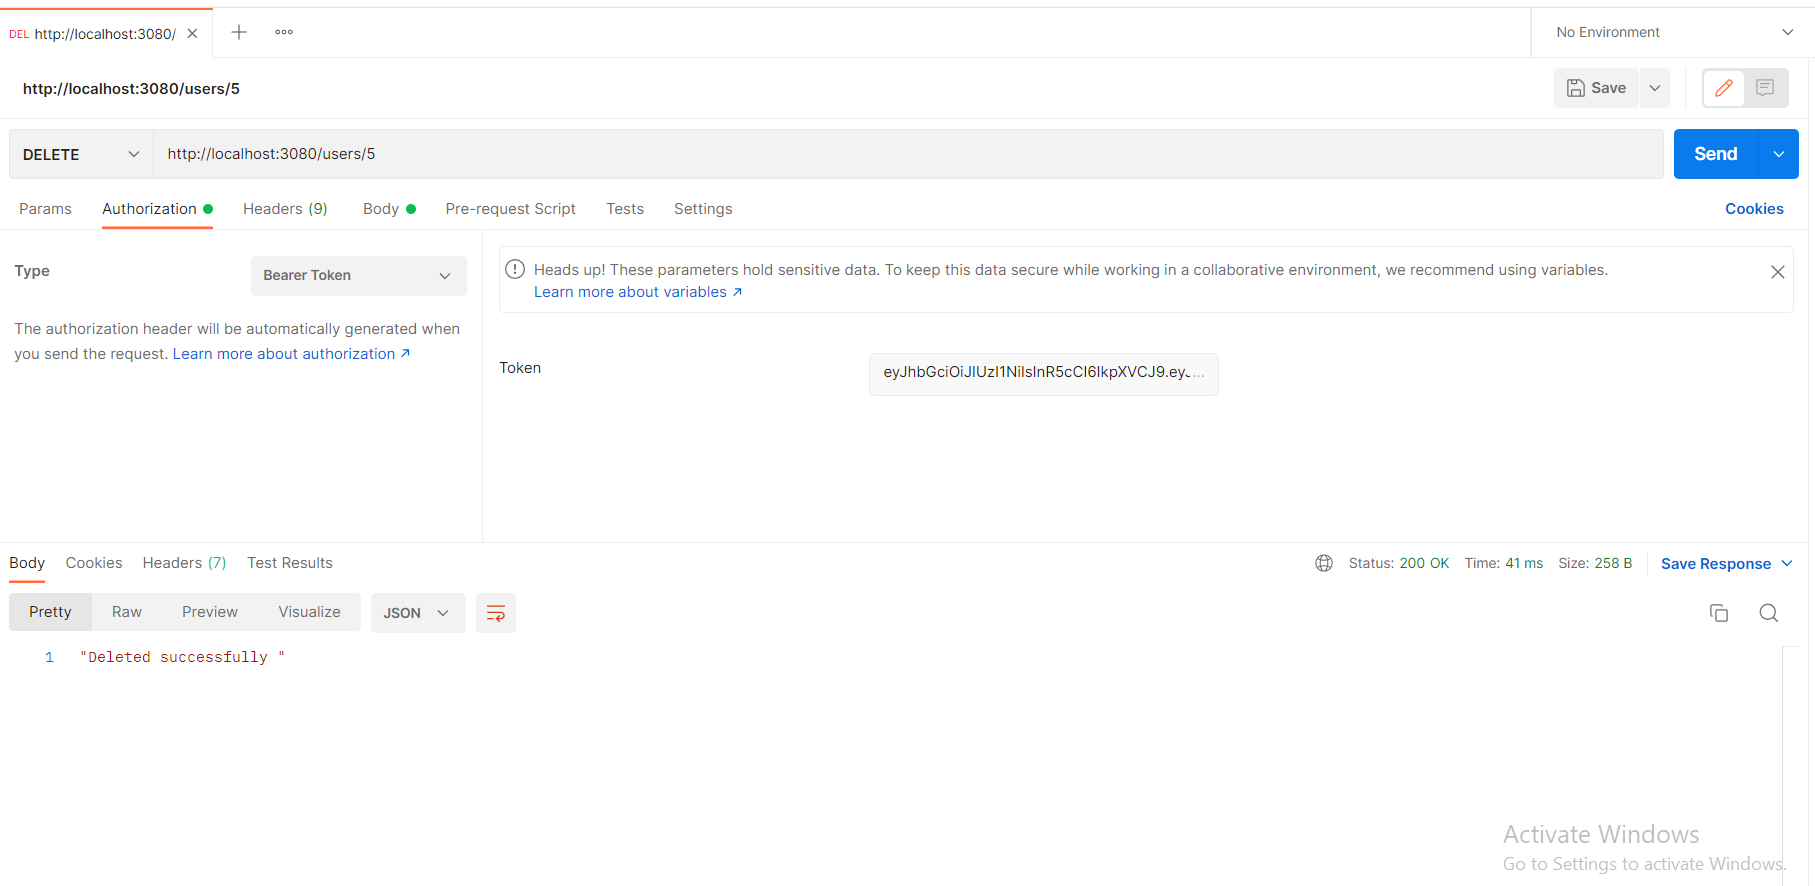 DEL http://localhost:3080/
No Environment
http://localhost:3080/users/5
Save
DELETE http://localhost:3080/users/5 Send
Params Authorization Headers (9) Body Pre-request Script Tests Settings Cookies
Type Bearer Token
The authorization header will be automatically generated when
you send the request. Learn more about authorization ↗
Heads up! These parameters hold sensitive data. To keep this data secure while working in a collaborative environment, we recommend using variables.
Learn more about variables ↗
Token eyJhbGciOiJIUzI1NiIsInR5cCI6IkpXVCJ9.eyJ...
Body Cookies Headers (7) Test Results Status: 200 OK Time: 41 ms Size: 258 B Save Response
Pretty Raw Preview Visualize JSON
1 "Deleted successfully "
Activate Windows
Go to Settings to activate Windows.